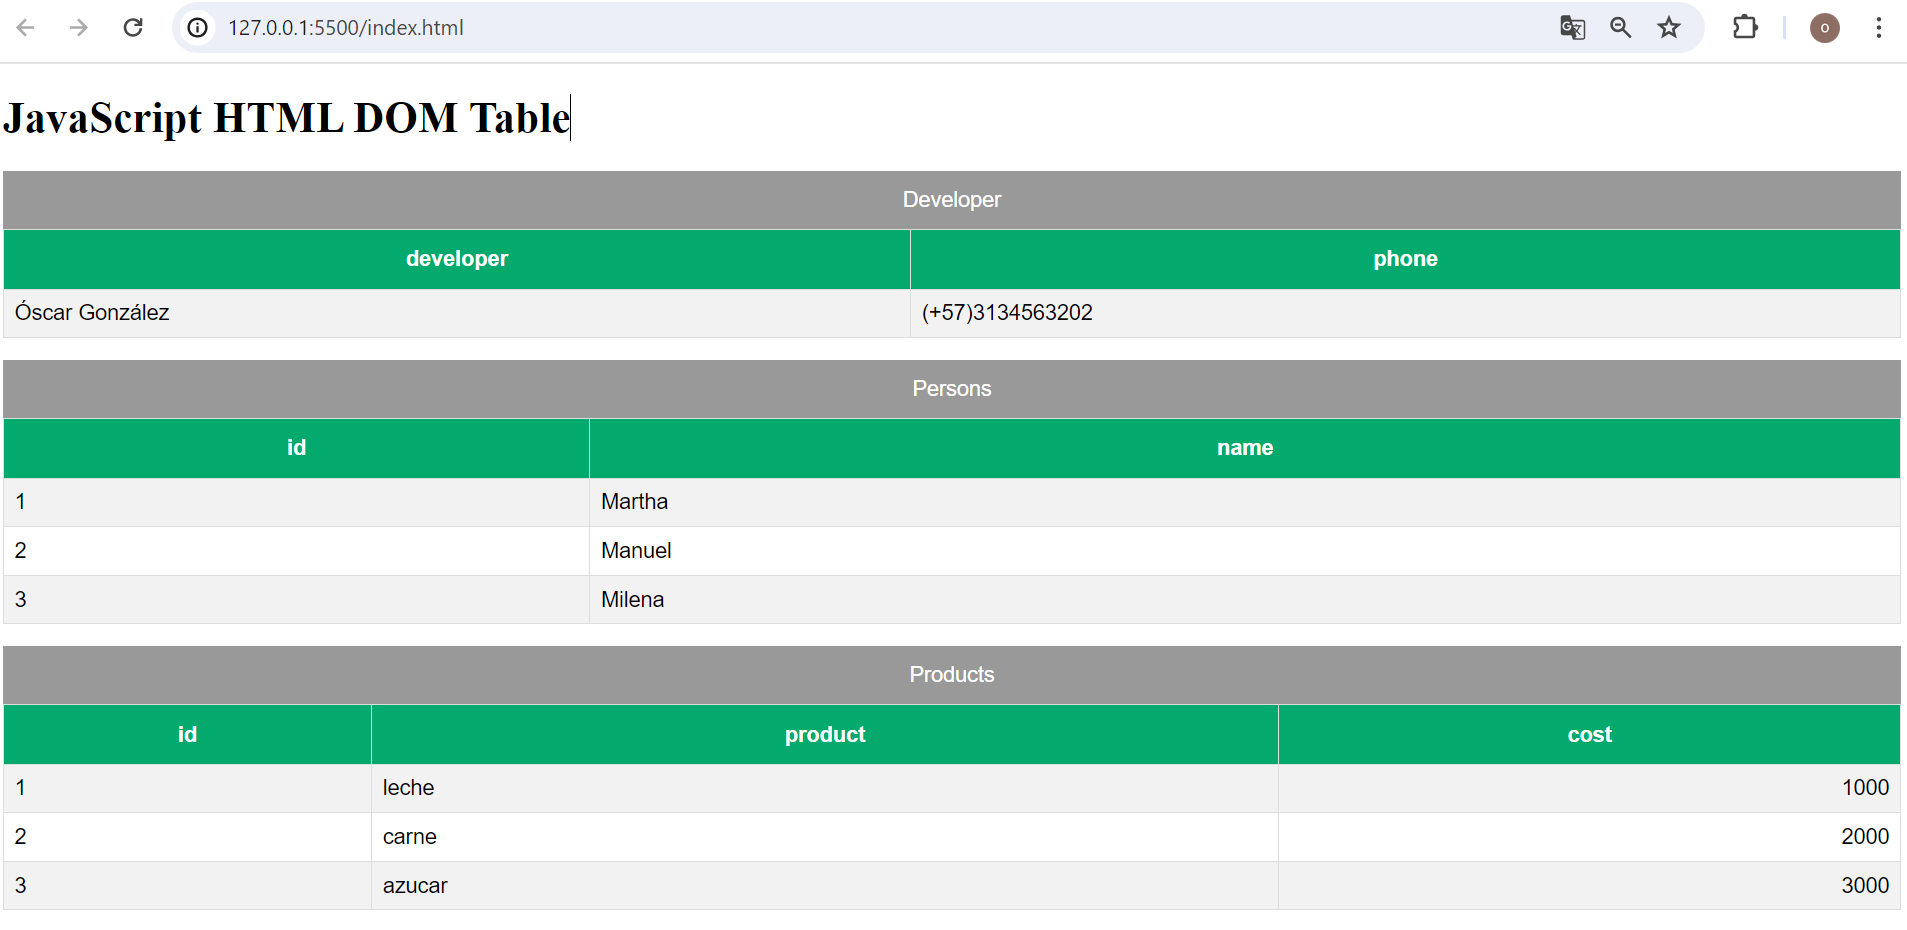 127.0.0.1:5500/index.html
o
JavaScript HTML DOM Table
Developer
developer phone
Óscar González (+57)3134563202
Persons
id name
1 Martha
2 Manuel
3 Milena
Products
id product cost
1 leche 1000
2 carne 2000
3 azucar 3000